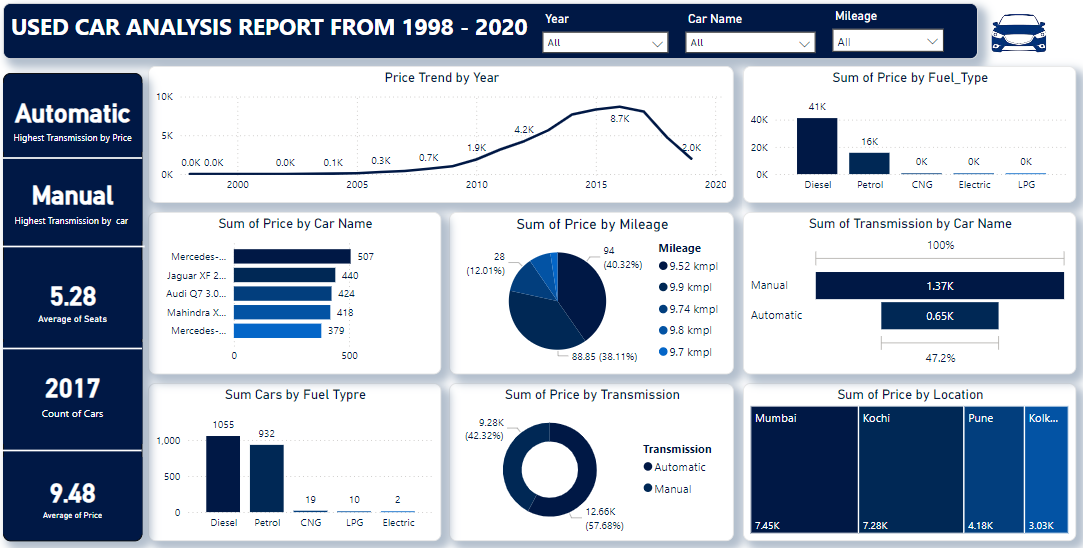 USED CAR ANALYSIS REPORT FROM 1998 - 2020
Year
All
Car Name
All
Mileage
All
Automatic
Highest Transmission by Price
Manual
Highest Transmission by car
5.28
Average of Seats
2017
Count of Cars
9.48
Average of Price
Price Trend by Year
10K
5K
0K
0.0K 0.0K 0.0K 0.1K 0.3K 0.7K 1.9K 4.2K 8.7K 2.0K
2000 2005 2010 2015 2020
Sum of Price by Fuel_Type
40K
20K
0K
41K 16K 0K 0K 0K
Diesel Petrol CNG Electric LPG
Sum of Price by Car Name
Mercedes-... 507
Jaguar XF 2... 440
Audi Q7 3.0... 424
Mahindra X... 418
Mercedes-... 379
0 500
Sum of Price by Mileage
94
(40.32%)
28
(12.01%)
88.85 (38.11%)
Mileage
9.52 kmpl
9.9 kmpl
9.74 kmpl
9.8 kmpl
9.7 kmpl
Sum of Transmission by Car Name
100%
Manual 1.37K
Automatic 0.65K
47.2%
Sum Cars by Fuel Typre
1,000
500
0
1055 932 19 10 2
Diesel Petrol CNG LPG Electric
Sum of Price by Transmission
9.28K
(42.32%)
12.66K
(57.68%)
Transmission
Automatic
Manual
Sum of Price by Location
Mumbai Kochi Pune Kolk...
7.45K 7.28K 4.18K 3.03K